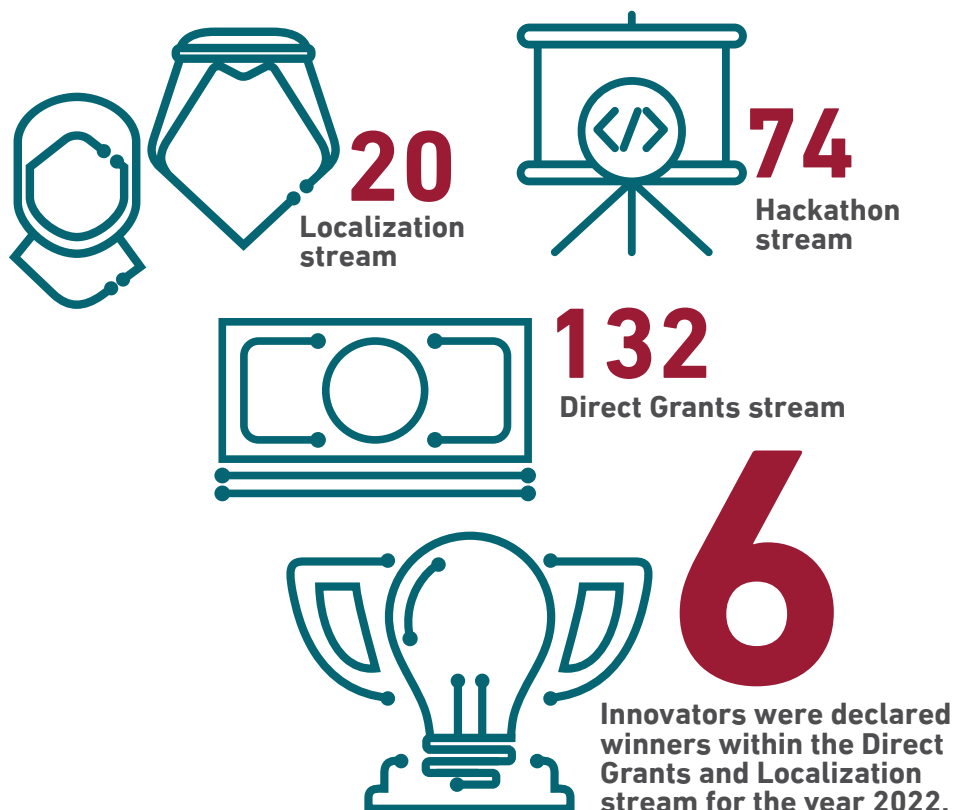 20
Localization
stream
74
Hackathon
stream
132
Direct Grants stream
6
Innovators were declared
winners within the Direct
Grants and Localization
stream for the year 2022.